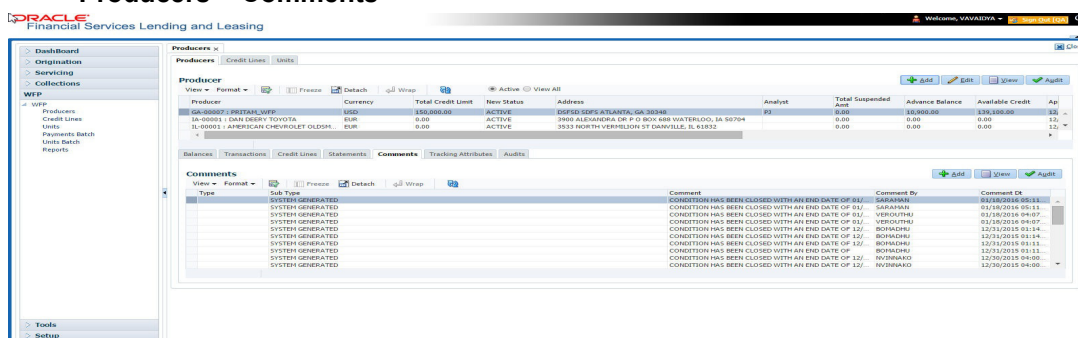 Producers - Comments
ORACLE
Financial Services Lending and Leasing
Welcome, VAVAIDYA
Sign Out (QA)
DashBoard
Origination
Servicing
Collections
WFP
WFP
Producers
Credit Lines
Units
Payments Batch
Units Batch
Reports
Tools
Setup
Producers x
Clo
Producers Credit Lines Units
Producer
Add Edit View Audit
View Format Freeze Detach Wrap Active View All
Producer Currency Total Credit Limit New Status Address Analyst Total Suspended Amt Advance Balance Available Credit Ap
GA-00007 : PRITAM_WFP USD 150,000.00 ACTIVE DSFSD SDFS ATLANTA, GA 30348 PJ 0.00 10,900.00 139,100.00 12/
IA-00001 : DAN DEERY TOYOTA EUR 0.00 ACTIVE 3900 ALEXANDRA DR P O BOX 688 WATERLOO, IA 50704 0.00 0.00 0.00 12/
IL-00001 : AMERICAN CHEVROLET OLDSM... EUR 0.00 ACTIVE 3533 NORTH VERMILION ST DANVILLE, IL 61832 0.00 0.00 0.00 12/
Balances Transactions Credit Lines Statements Comments Tracking Attributes Audits
Comments
Add View Audit
View Format Freeze Detach Wrap
Type Sub Type Comment Comment By Comment Dt
SYSTEM GENERATED CONDITION HAS BEEN CLOSED WITH AN END DATE OF 01/... SARAMAN 01/18/2016 05:11...
SYSTEM GENERATED CONDITION HAS BEEN CLOSED WITH AN END DATE OF 01/... SARAMAN 01/18/2016 05:11...
SYSTEM GENERATED CONDITION HAS BEEN CLOSED WITH AN END DATE OF 01/... VEROUTHU 01/18/2016 04:07...
SYSTEM GENERATED CONDITION HAS BEEN CLOSED WITH AN END DATE OF 01/... VEROUTHU 01/18/2016 04:07...
SYSTEM GENERATED CONDITION HAS BEEN CLOSED WITH AN END DATE OF 12/... BOMADHU 12/31/2015 01:14...
SYSTEM GENERATED CONDITION HAS BEEN CLOSED WITH AN END DATE OF 12/... BOMADHU 12/31/2015 01:14...
SYSTEM GENERATED CONDITION HAS BEEN CLOSED WITH AN END DATE OF 12/... BOMADHU 12/31/2015 01:11...
SYSTEM GENERATED CONDITION HAS BEEN CLOSED WITH AN END DATE OF BOMADHU 12/31/2015 01:11...
SYSTEM GENERATED CONDITION HAS BEEN CLOSED WITH AN END DATE OF 12/... NVINNAKO 12/30/2015 04:00...
SYSTEM GENERATED CONDITION HAS BEEN CLOSED WITH AN END DATE OF 12/... NVINNAKO 12/30/2015 04:00...